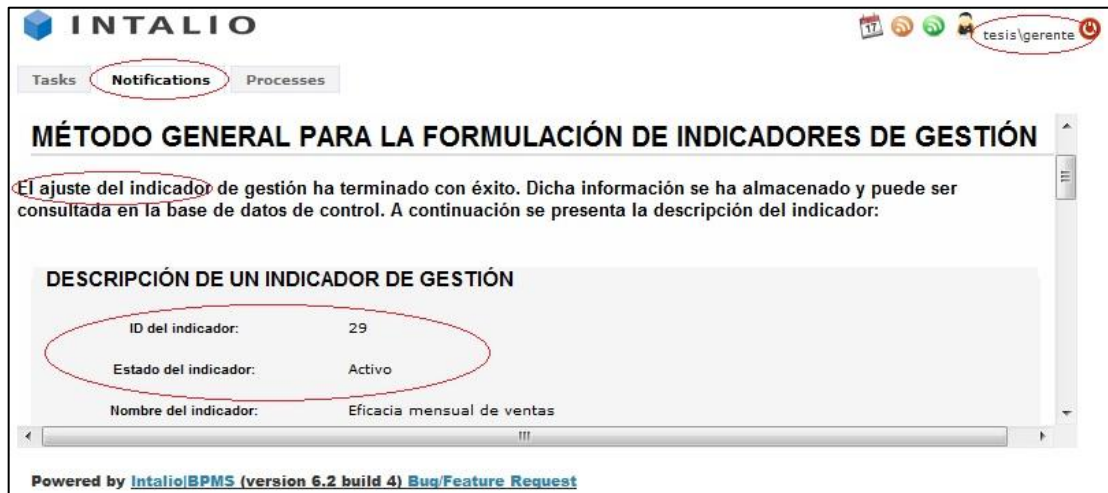 INTALIO
17
tesis\gerente
Tasks Notifications Processes
MÉTODO GENERAL PARA LA FORMULACIÓN DE INDICADORES DE GESTIÓN
El ajuste del indicador de gestión ha terminado con éxito. Dicha información se ha almacenado y puede ser
consultada en la base de datos de control. A continuación se presenta la descripción del indicador:
DESCRIPCIÓN DE UN INDICADOR DE GESTIÓN
ID del indicador: 29
Estado del indicador: Activo
Nombre del indicador: Eficacia mensual de ventas
Powered by Intalio|BPMS (version 6.2 build 4) Bug/Feature Request